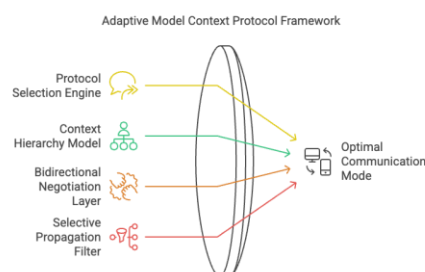 Adaptive Model Context Protocol Framework
Protocol
Selection Engine
Context
Hierarchy Model
Bidirectional
Negotiation
Layer
Selective
Propagation
Filter
Optimal
Communication
Mode